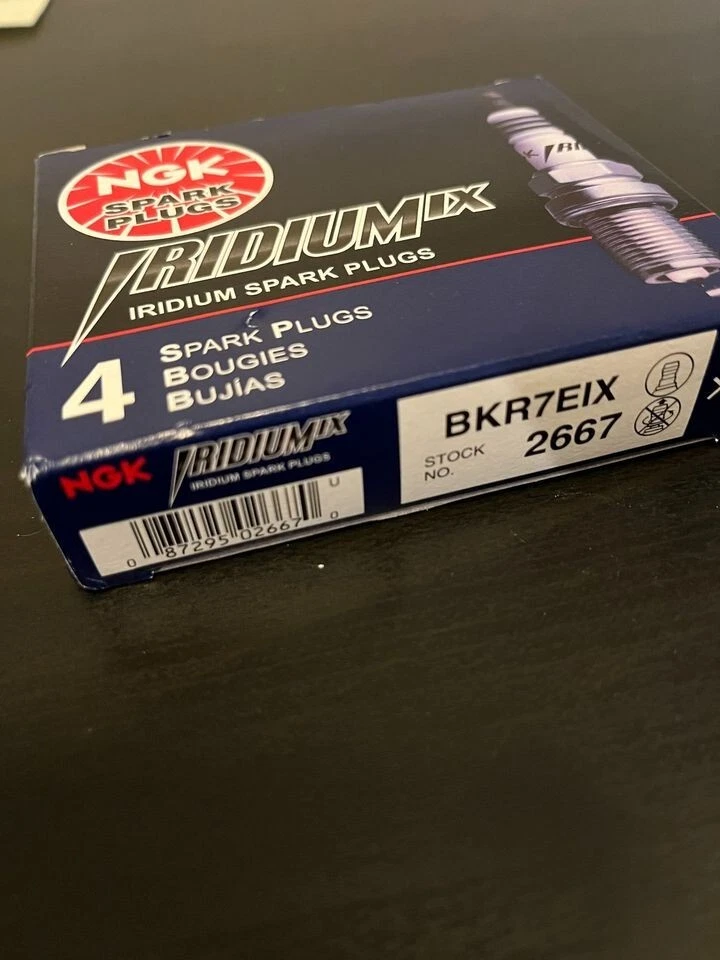 NGK
SPARK
PLUGS
IRIDIUM IX
IRIDIUM SPARK PLUGS
4
SPARK PLUGS
BOUGIES
BUJÍAS
NGK
IRIDIUM IX
IRIDIUM SPARK PLUGS
BKR7EIX
STOCK NO. 2667
U
0 87295 02667 0